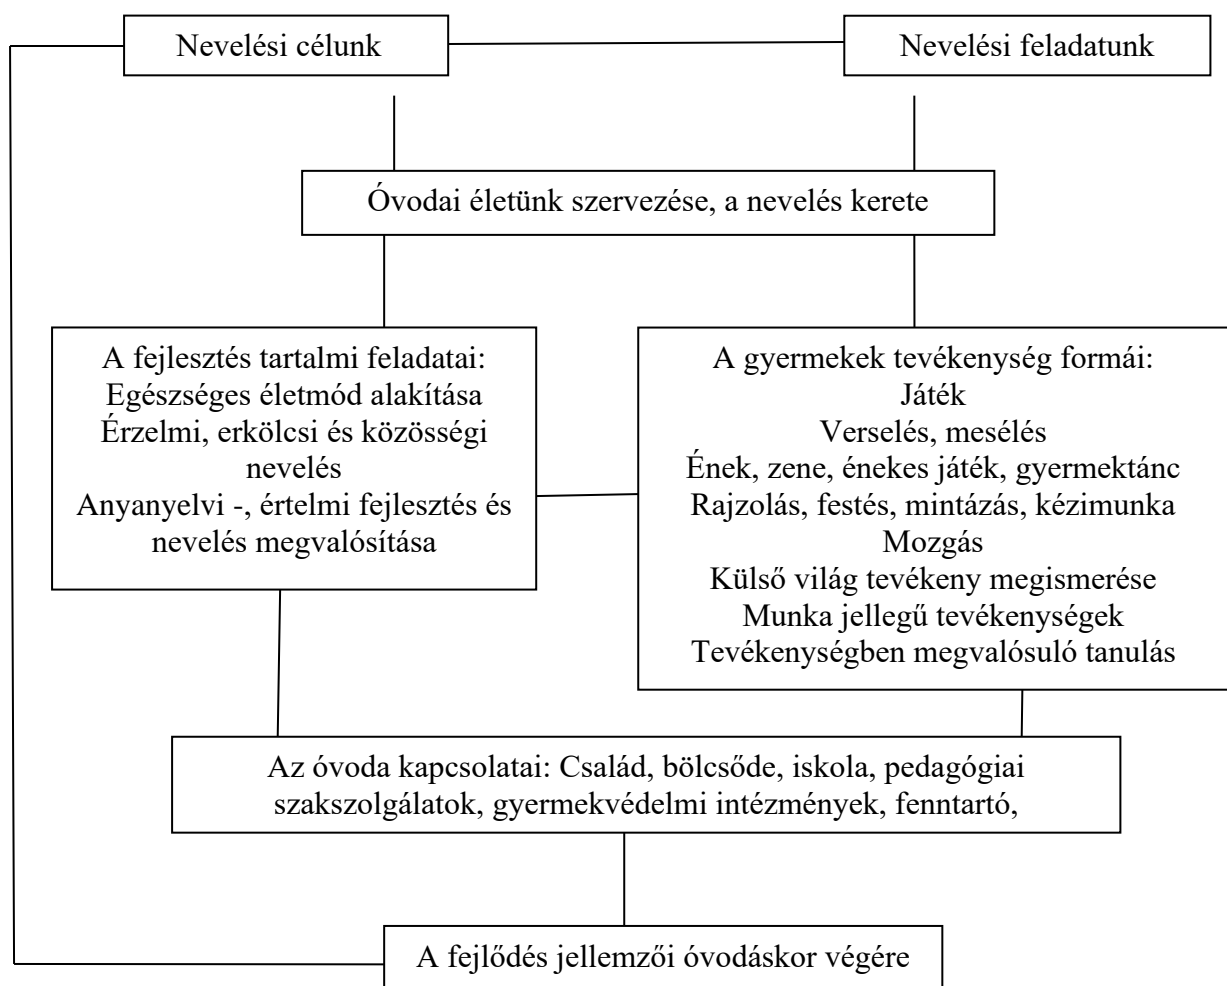 Nevelési célunk
Nevelési feladatunk
Óvodai életünk szervezése, a nevelés kerete
A fejlesztés tartalmi feladatai:
Egészséges életmód alakítása
Érzelmi, erkölcsi és közösségi
nevelés
Anyanyelvi -, értelmi fejlesztés és
nevelés megvalósítása
A gyermekek tevékenység formái:
Játék
Verselés, mesélés
Ének, zene, énekes játék, gyermektánc
Rajzolás, festés, mintázás, kézimunka
Mozgás
Külső világ tevékeny megismerése
Munka jellegű tevékenységek
Tevékenységben megvalósuló tanulás
Az óvoda kapcsolatai: Család, bölcsőde, iskola, pedagógiai
szakszolgálatok, gyermekvédelmi intézmények, fenntartó,
A fejlődés jellemzői óvodáskor végére